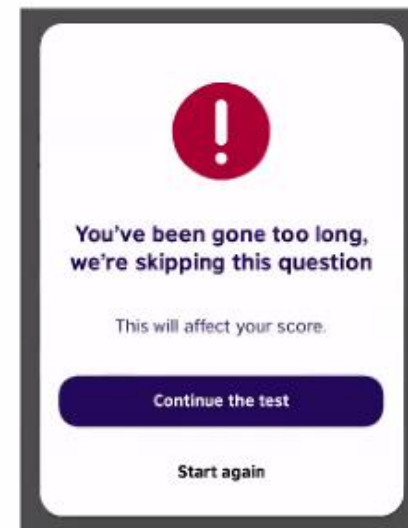 !
You've been gone too long,
we're skipping this question
This will affect your score.
Continue the test
Start again